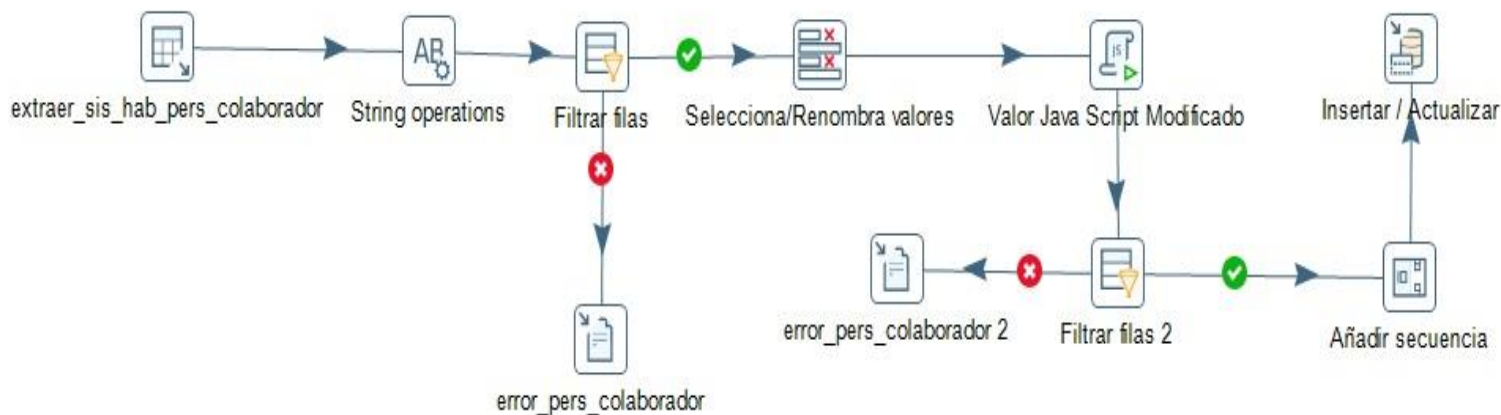 extraer_sis_hab_pers_colaborador
String operations
Filtrar filas
Selecciona/Renombra valores
Valor Java Script Modificado
Insertar / Actualizar
error_pers_colaborador 2
Filtrar filas 2
Añadir secuencia
error_pers_colaborador